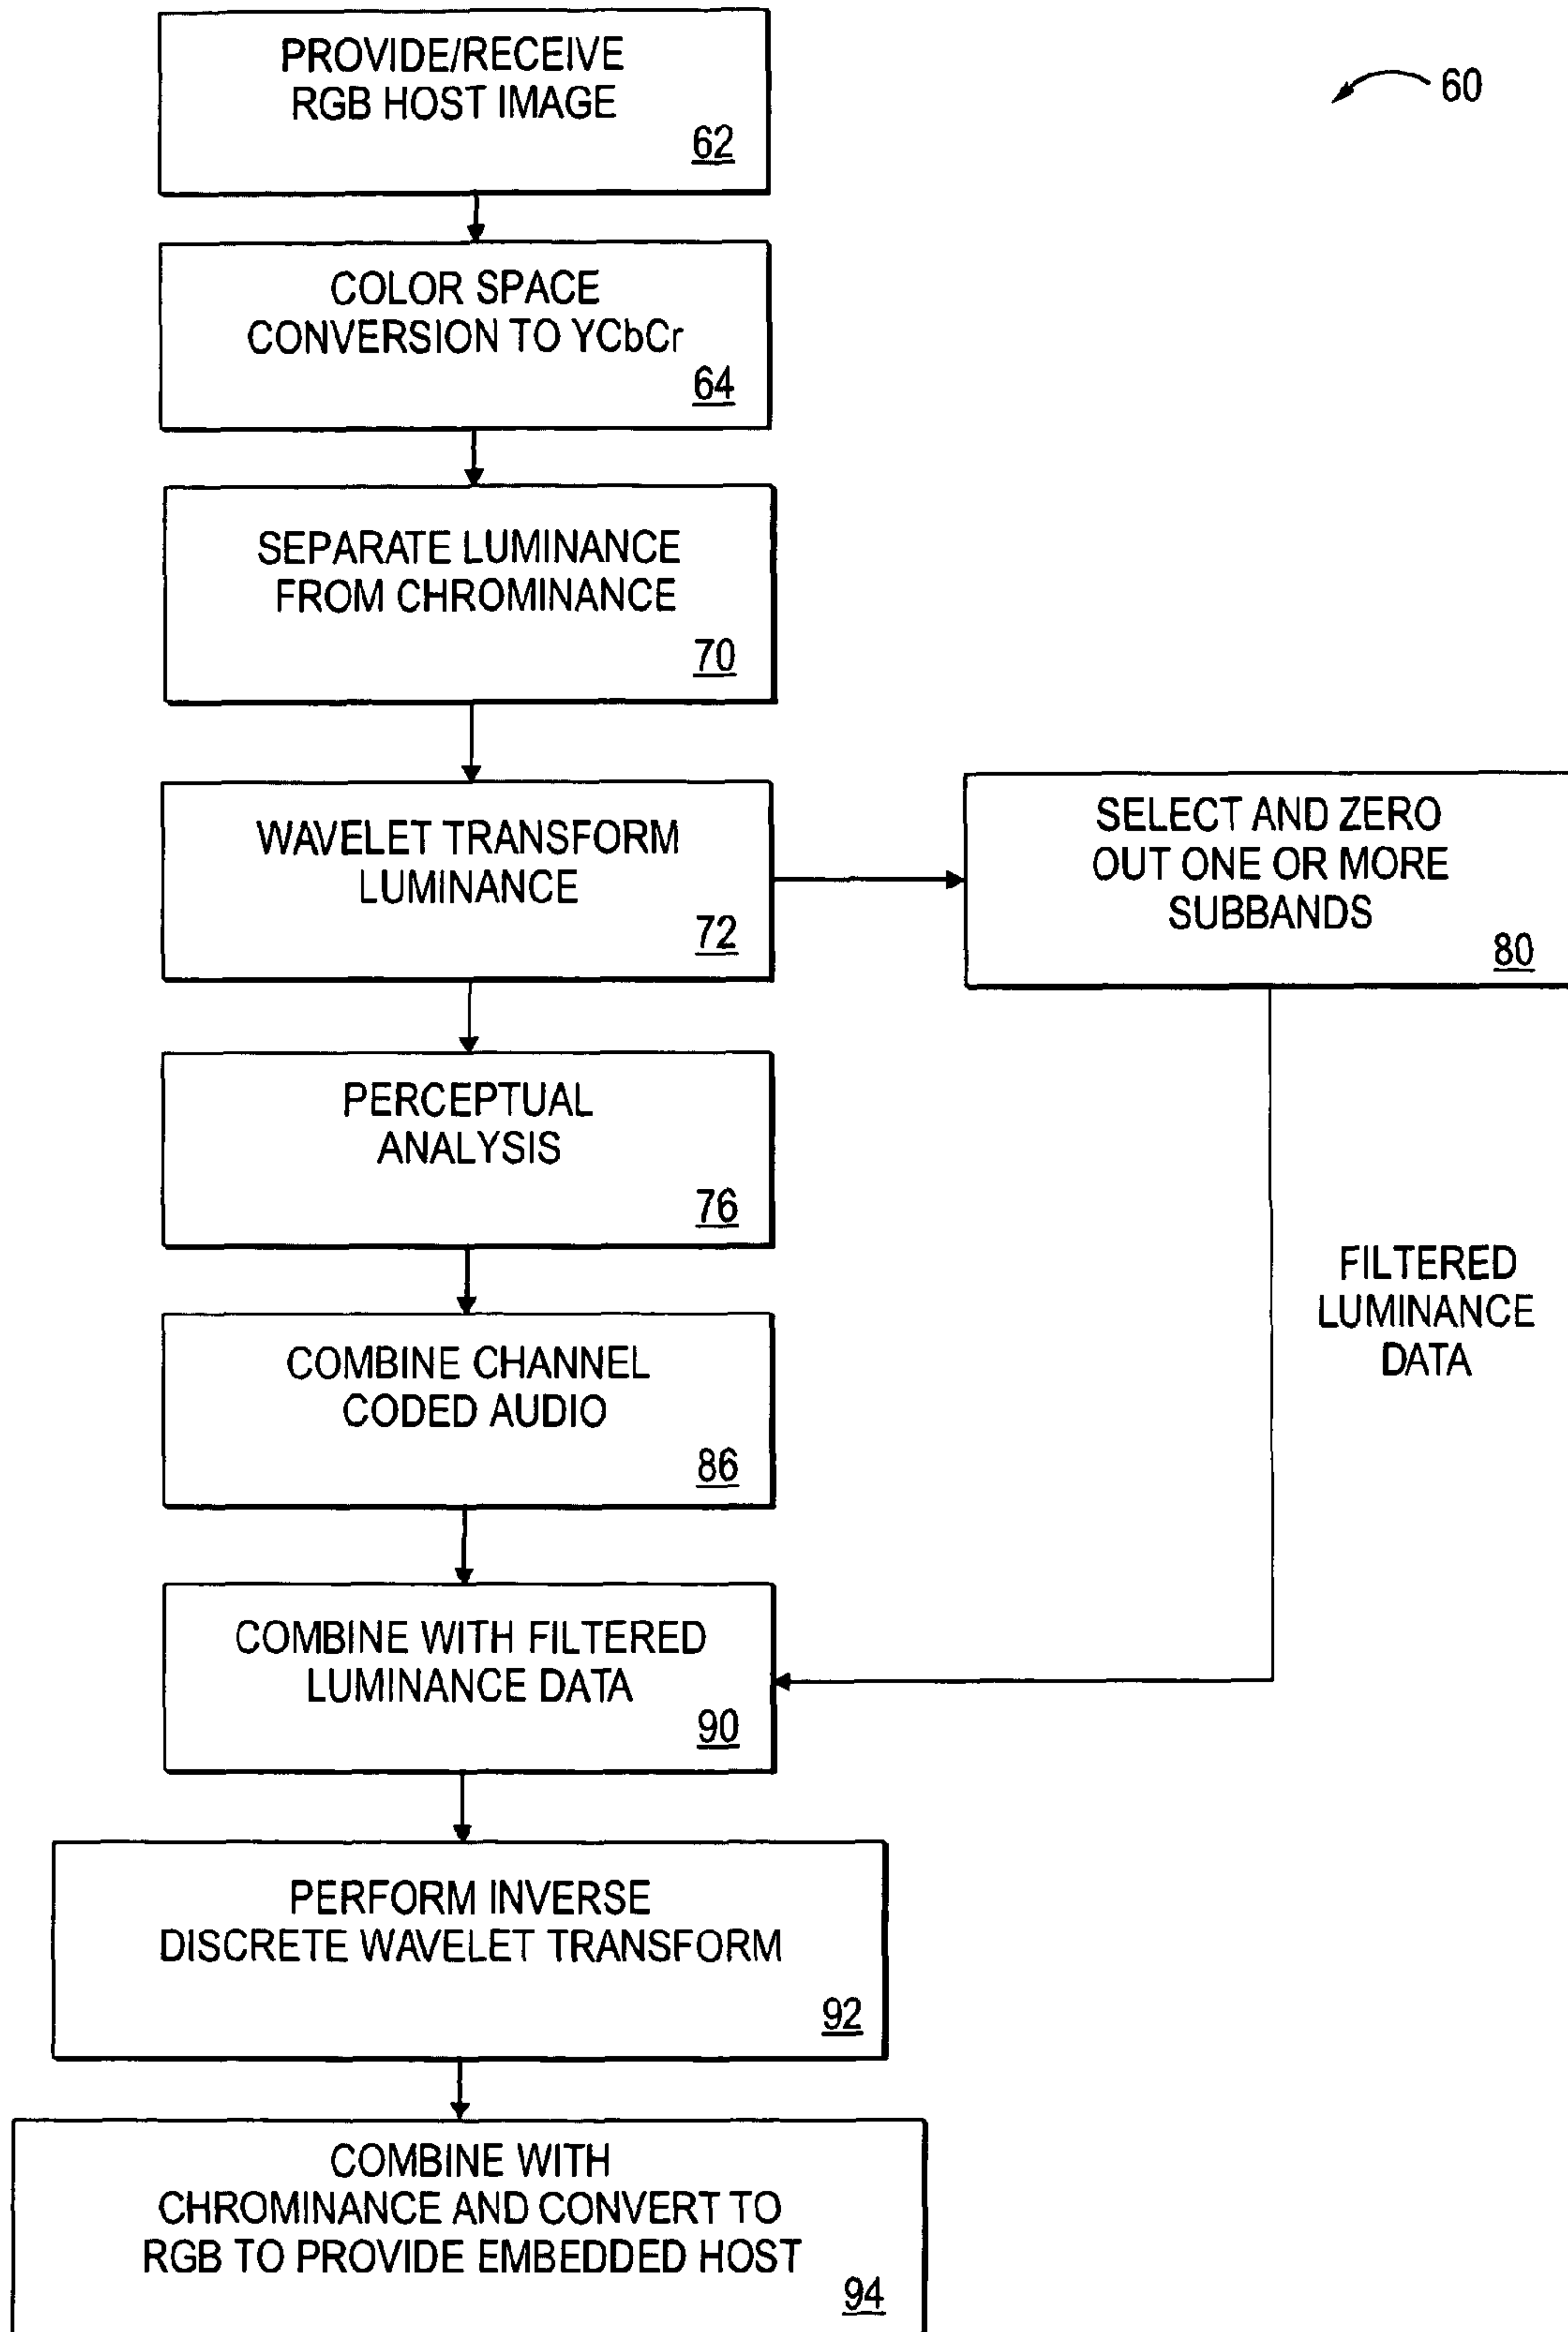 PROVIDE/RECEIVE
RGB HOST IMAGE
62
60
COLOR SPACE
CONVERSION TO YCbCr
64
SEPARATE LUMINANCE
FROM CHROMINANCE
70
WAVELET TRANSFORM
LUMINANCE
72
SELECT AND ZERO
OUT ONE OR MORE
SUBBANDS
80
PERCEPTUAL
ANALYSIS
76
FILTERED
LUMINANCE
DATA
COMBINE CHANNEL
CODED AUDIO
86
COMBINE WITH FILTERED
LUMINANCE DATA
90
PERFORM INVERSE
DISCRETE WAVELET TRANSFORM
92
COMBINE WITH
CHROMINANCE AND CONVERT TO
RGB TO PROVIDE EMBEDDED HOST
94